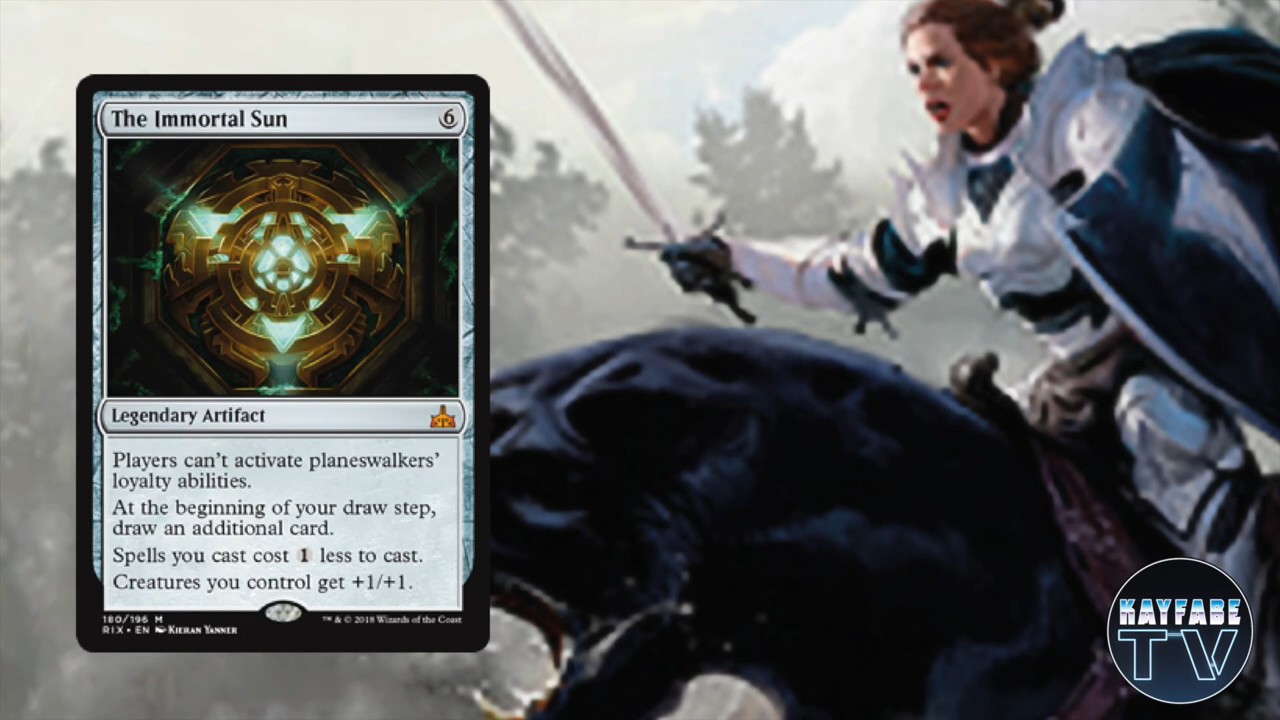 The Immortal Sun 6
Legendary Artifact
Players can't activate planeswalkers'
loyalty abilities.
At the beginning of your draw step,
draw an additional card.
Spells you cast cost 1 less to cast.
Creatures you control get +1/+1.
180/196 M
RIX • EN Kieran Yanner
™ & © 2018 Wizards of the Coast
KAYFABE
TV